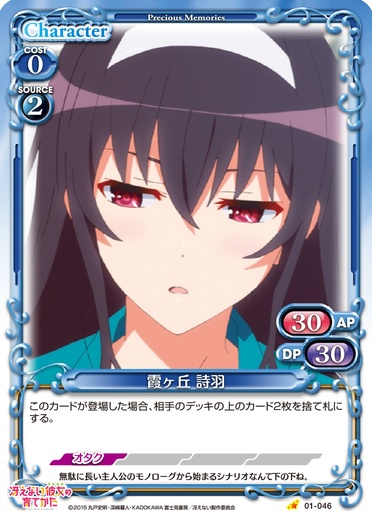 Precious Memories
Character
COST
0
SOURCE
2
30 AP
DP 30
霞ヶ丘 詩羽
このカードが登場した場合、相手のデッキの上のカード2枚を捨て札に
する。
オタク
無駄に長い主人公のモノローグから始まるシナリオなんて下の下ね。
冴えない彼女の
育てかた
©2015 丸戸史明・深崎暮人・KADOKAWA 富士見書房/冴えない製作委員会
01-046